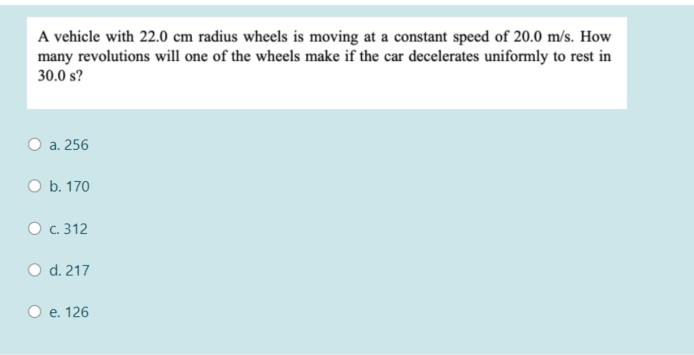 A vehicle with 22.0 cm radius wheels is moving at a constant speed of 20.0 m/s. How
many revolutions will one of the wheels make if the car decelerates uniformly to rest in
30.0 s?
a. 256
b. 170
c. 312
d. 217
e. 126